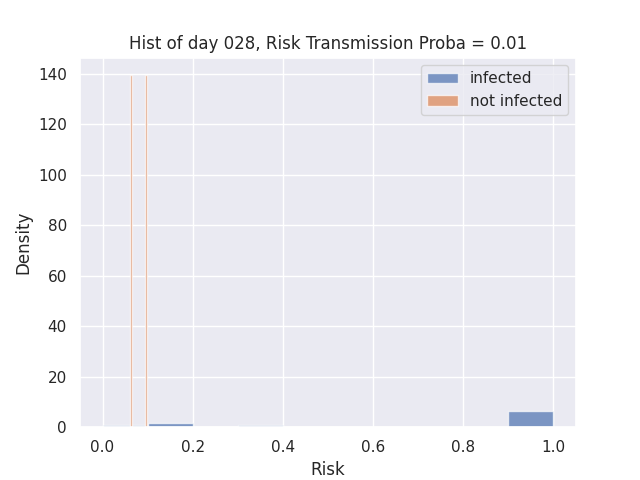 Hist of day 028, Risk Transmission Proba = 0.01
140
120
100
80
60
40
20
0
Density
infected
not infected
0.0 0.2 0.4 0.6 0.8 1.0
Risk